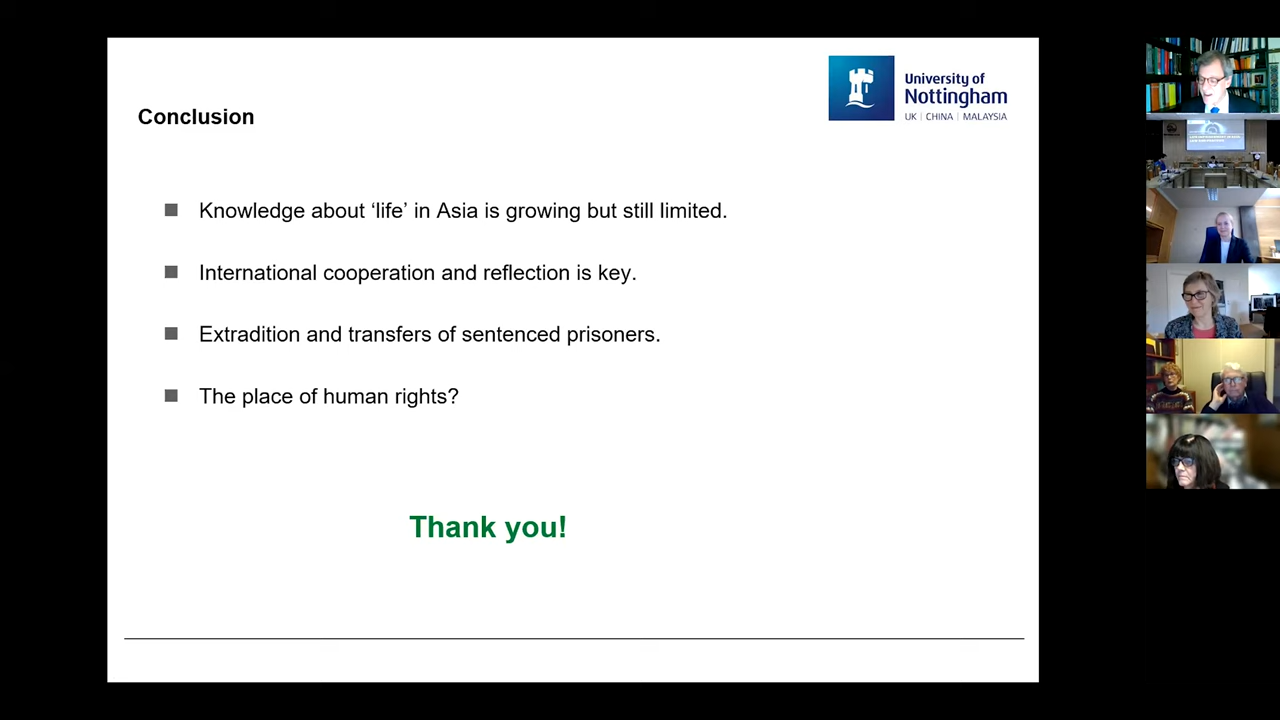 University of
Nottingham
UK | CHINA | MALAYSIA
Conclusion
Knowledge about ‘life’ in Asia is growing but still limited.
International cooperation and reflection is key.
Extradition and transfers of sentenced prisoners.
The place of human rights?
Thank you!